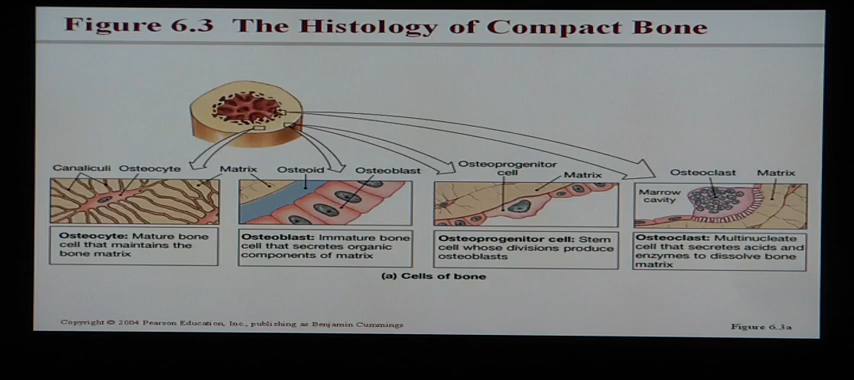 Figure 6.3 The Histology of Compact Bone
Canaliculi Osteocyte
Matrix Osteoid Osteoblast
Osteoprogenitor
cell
Matrix
Osteoclast Matrix
Marrow
cavity
Osteocyte: Mature bone
cell that maintains the
bone matrix
Osteoblast: Immature bone
cell that secretes organic
components of matrix
Osteoprogenitor cell: Stem
cell whose divisions produce
osteoblasts
Osteoclast: Multinucleate
cell that secretes acids and
enzymes to dissolve bone
matrix
(a) Cells of bone
Copyright © 2004 Pearson Education, Inc., publishing as Benjamin Cummings
Figure 6.3a